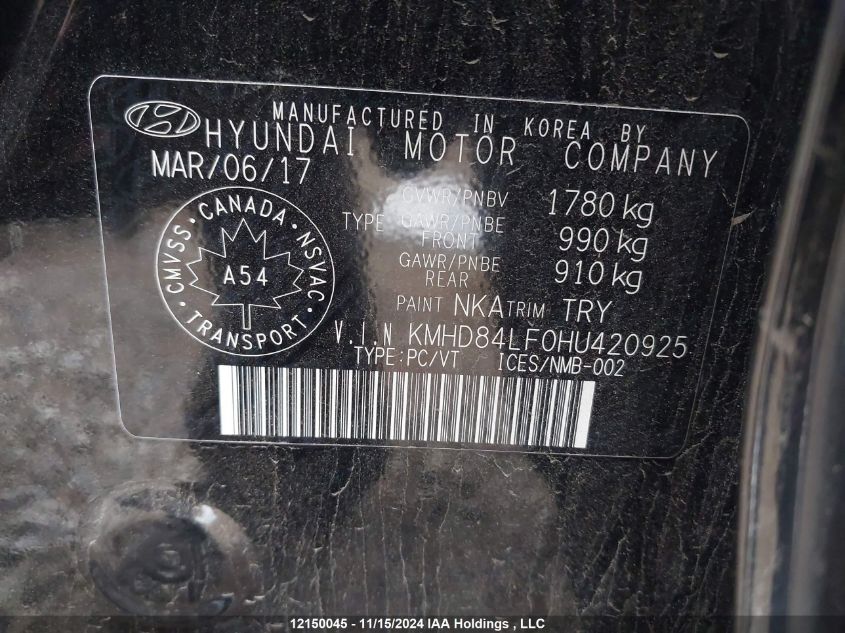 MANUFACTURED IN KOREA BY
HYUNDAI MOTOR COMPANY
MAR/06/17
GVWR/PNBV 1780 kg
TYPE GAWR/PNBE FRONT 990 kg
GAWR/PNBE REAR 910 kg
PAINT NKA TRIM TRY
CANADA
CMVSS NSVAC
A54
TRANSPORT
V.I.N KMHD84LF0HU420925
TYPE:PC/VT ICES/NMB-002
12150045 - 11/15/2024 IAA Holdings , LLC